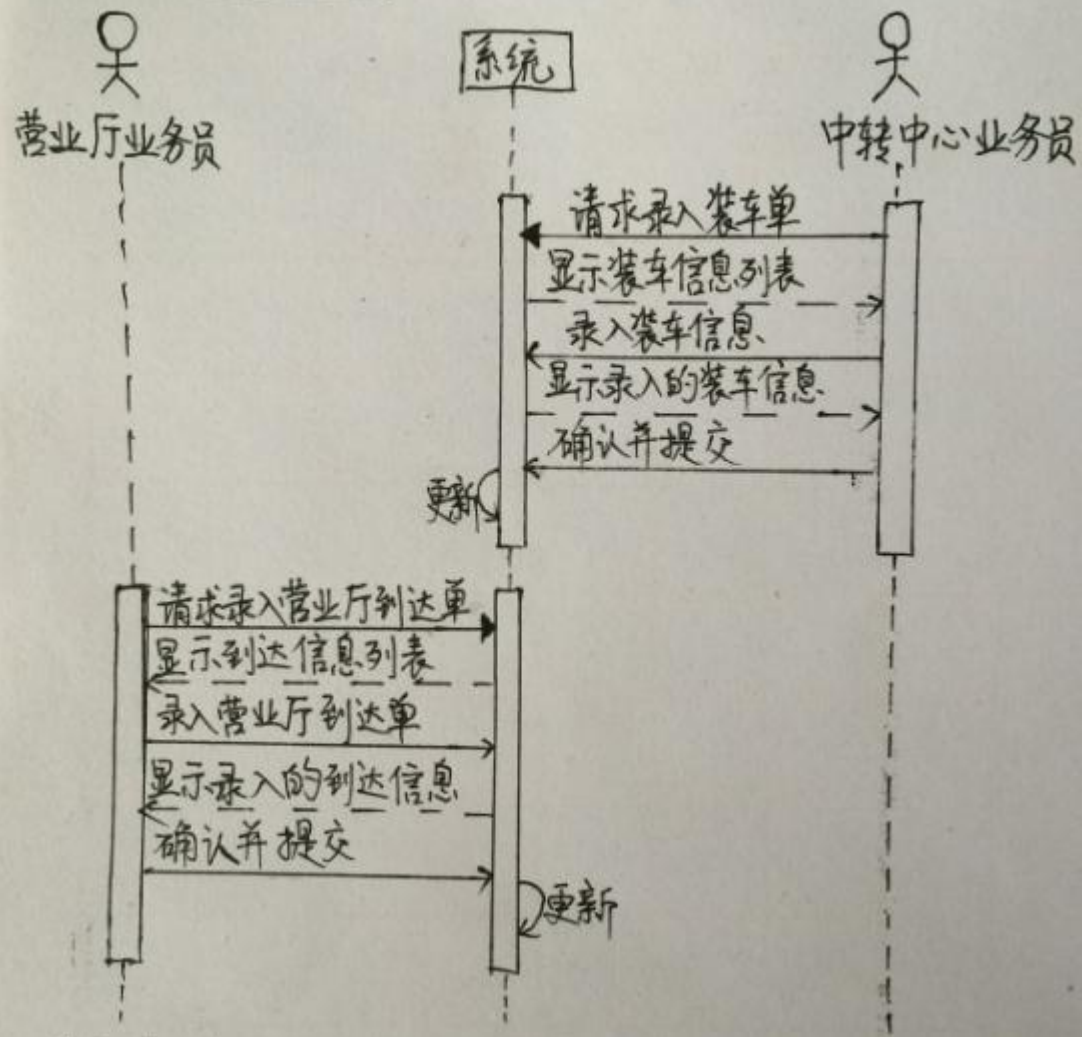 系统
营业厅业务员
中转中心业务员
请求录入装车单
显示装车信息列表
录入装车信息
显示录入的装车信息
确认并提交
更新
请求录入营业厅到达单
显示到达信息列表
录入营业厅到达单
显示录入的到达信息
确认并提交
更新